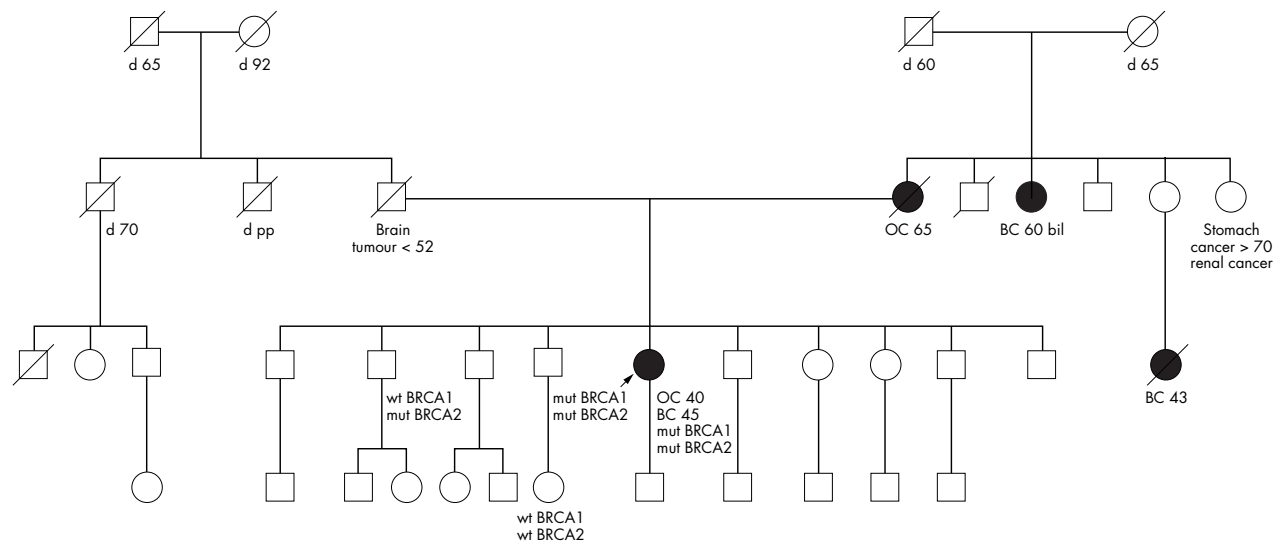 d 65
d 92
d 60
d 65
d 70
d pp
Brain
tumour < 52
OC 65
BC 60 bil
Stomach
cancer > 70
renal cancer
wt BRCA1
mut BRCA2
mut BRCA1
mut BRCA2
OC 40
BC 45
mut BRCA1
mut BRCA2
BC 43
wt BRCA1
wt BRCA2